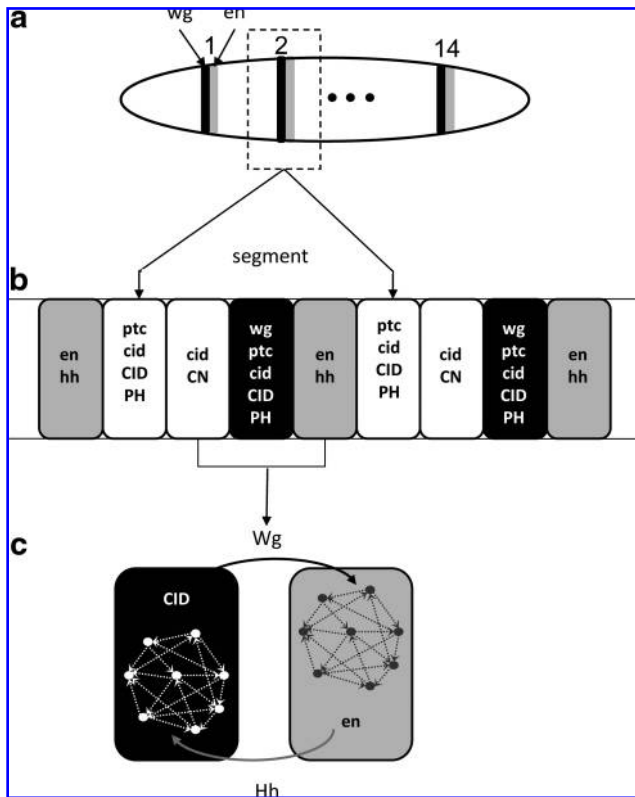 a
wg
en
1
2
14
segment
b
en
hh
ptc
cid
CID
PH
cid
CN
wg
ptc
cid
CID
PH
en
hh
ptc
cid
CID
PH
cid
CN
wg
ptc
cid
CID
PH
en
hh
Wg
c
CID
en
Hh